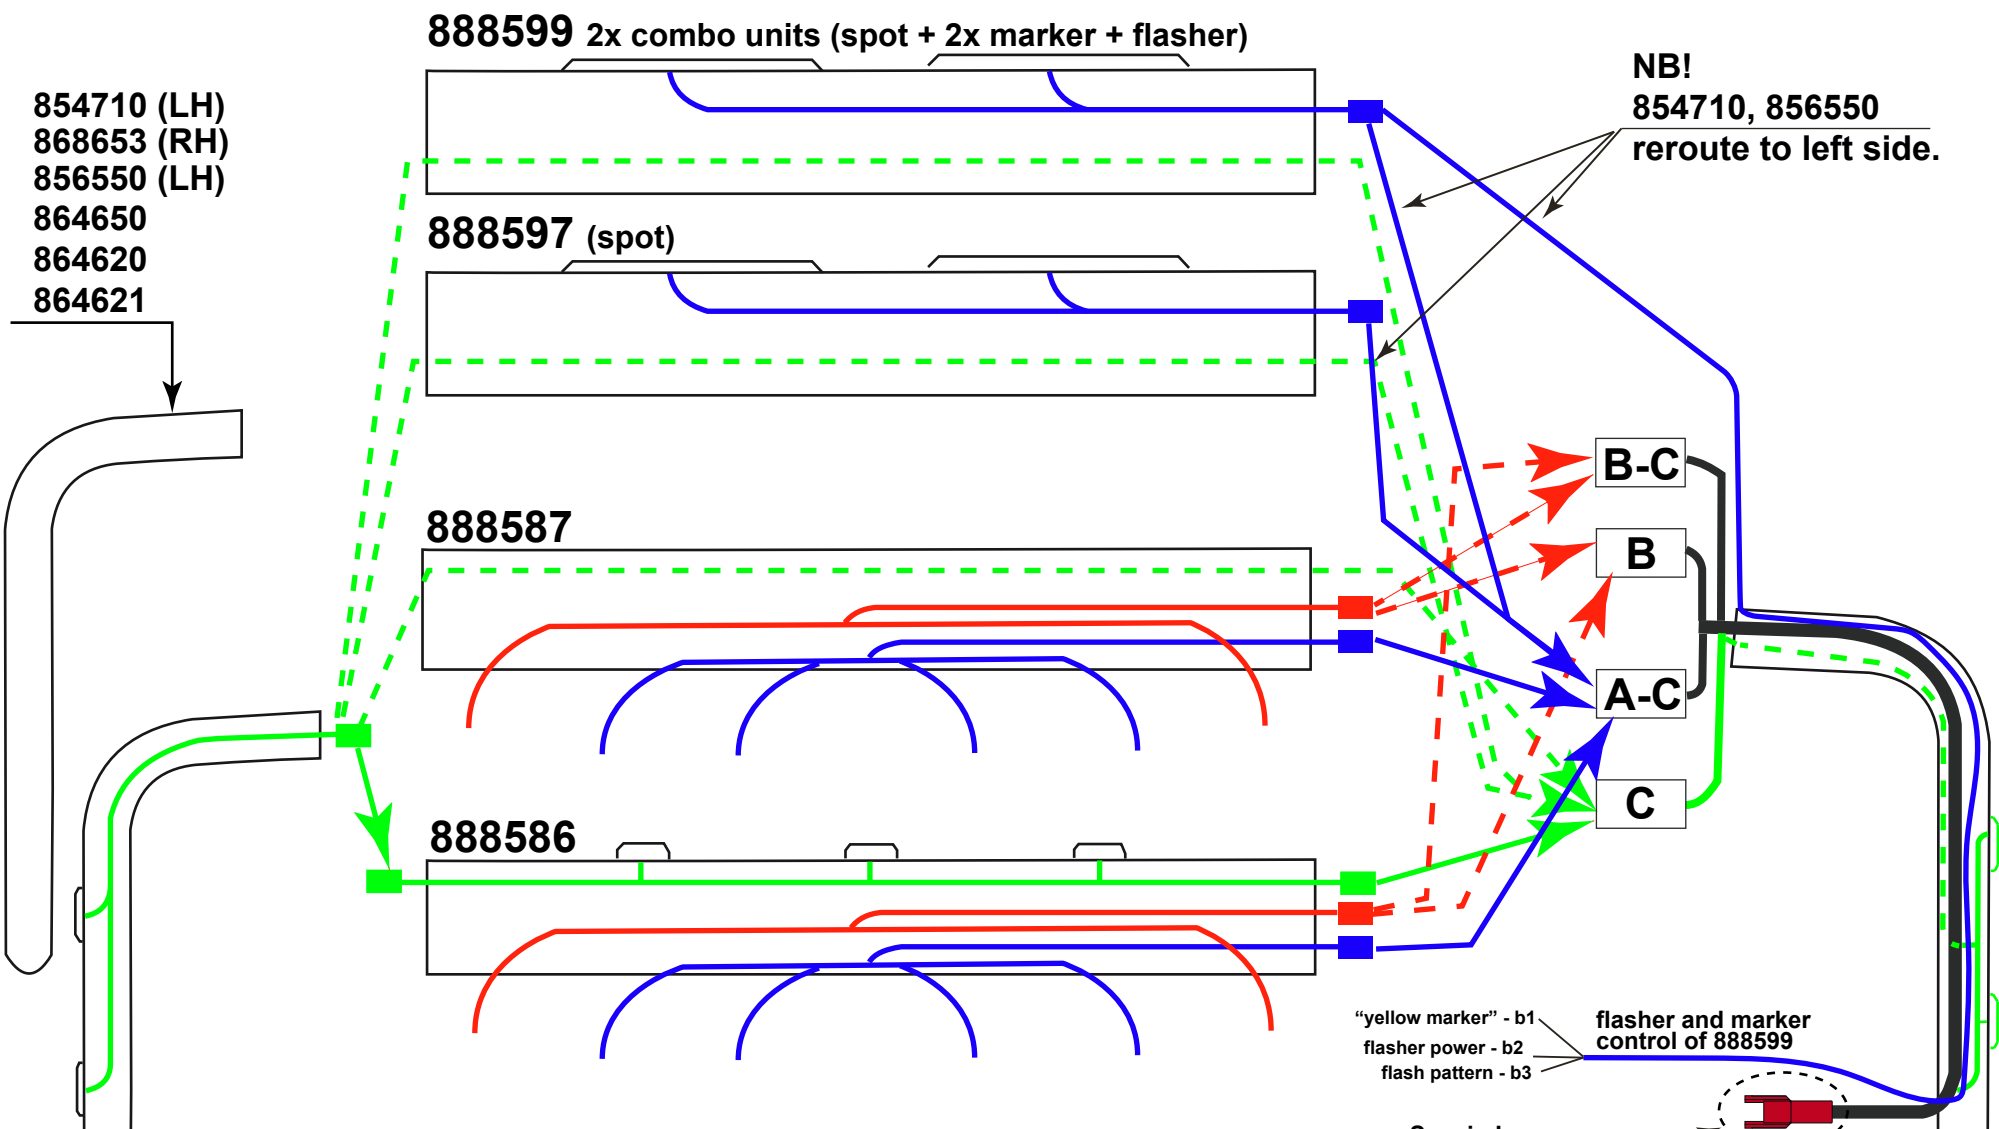 888599 2x combo units (spot + 2x marker + flasher)
NB!
854710, 856550
reroute to left side.
854710 (LH)
868653 (RH)
856550 (LH)
864650
864620
864621
888597 (spot)
888587
B-C
B
A-C
C
888586
“yellow marker” - b1
flasher power - b2
flash pattern - b3
flasher and marker
control of 888599